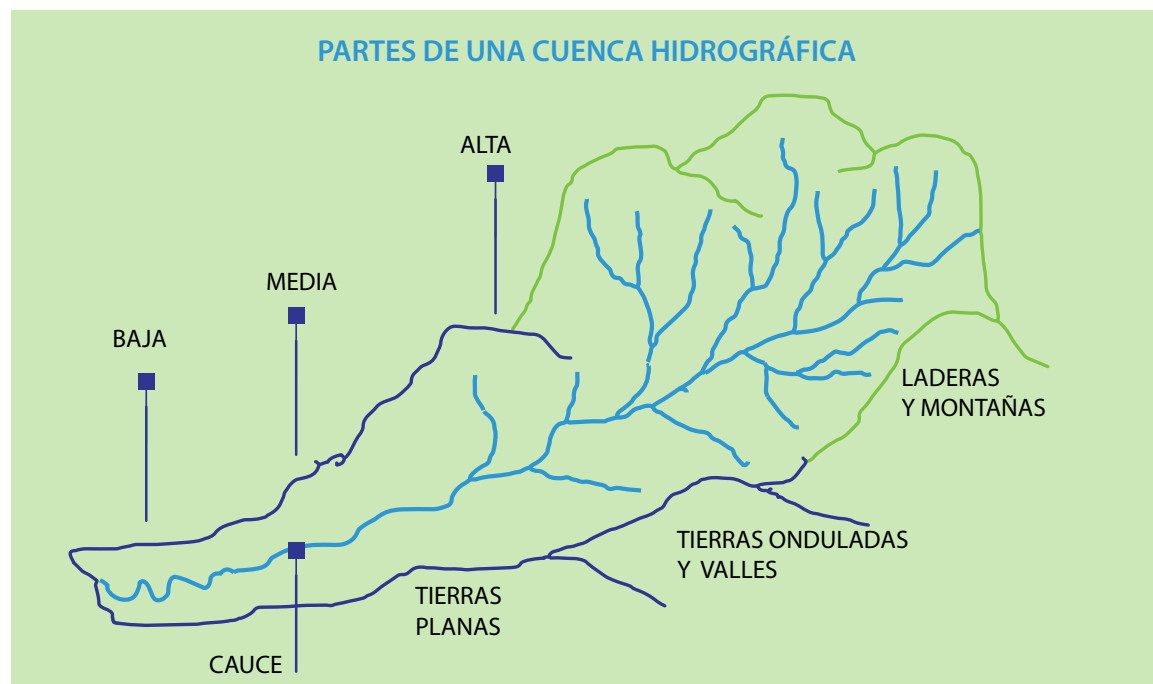 PARTES DE UNA CUENCA HIDROGRÁFICA
ALTA
MEDIA
BAJA
LADERAS
Y MONTAÑAS
TIERRAS ONDULADAS
Y VALLES
TIERRAS
PLANAS
CAUCE